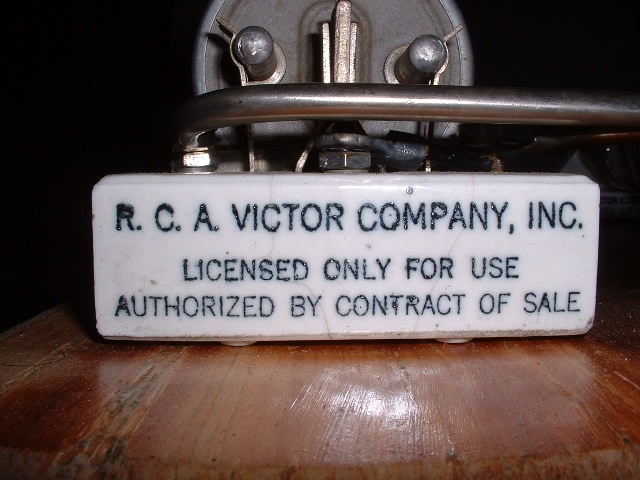 R. C. A. VICTOR COMPANY, INC.
LICENSED ONLY FOR USE
AUTHORIZED BY CONTRACT OF SALE